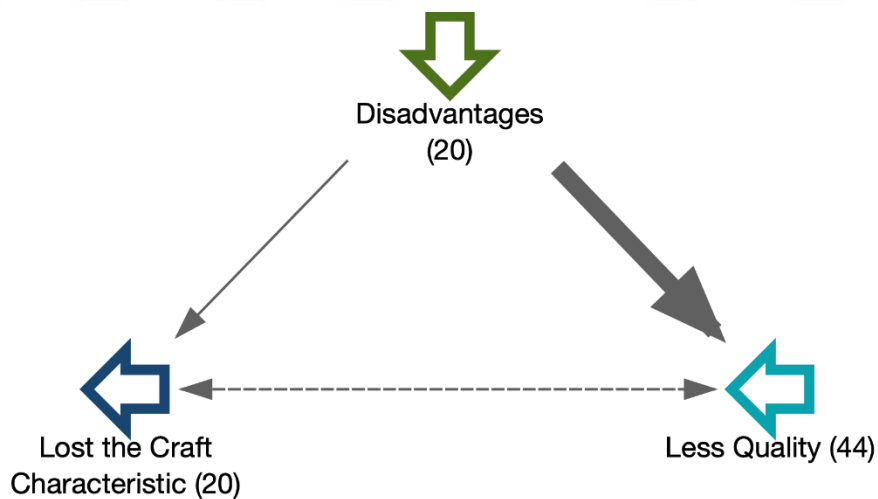 Disadvantages
(20)
Lost the Craft
Characteristic (20)
Less Quality (44)